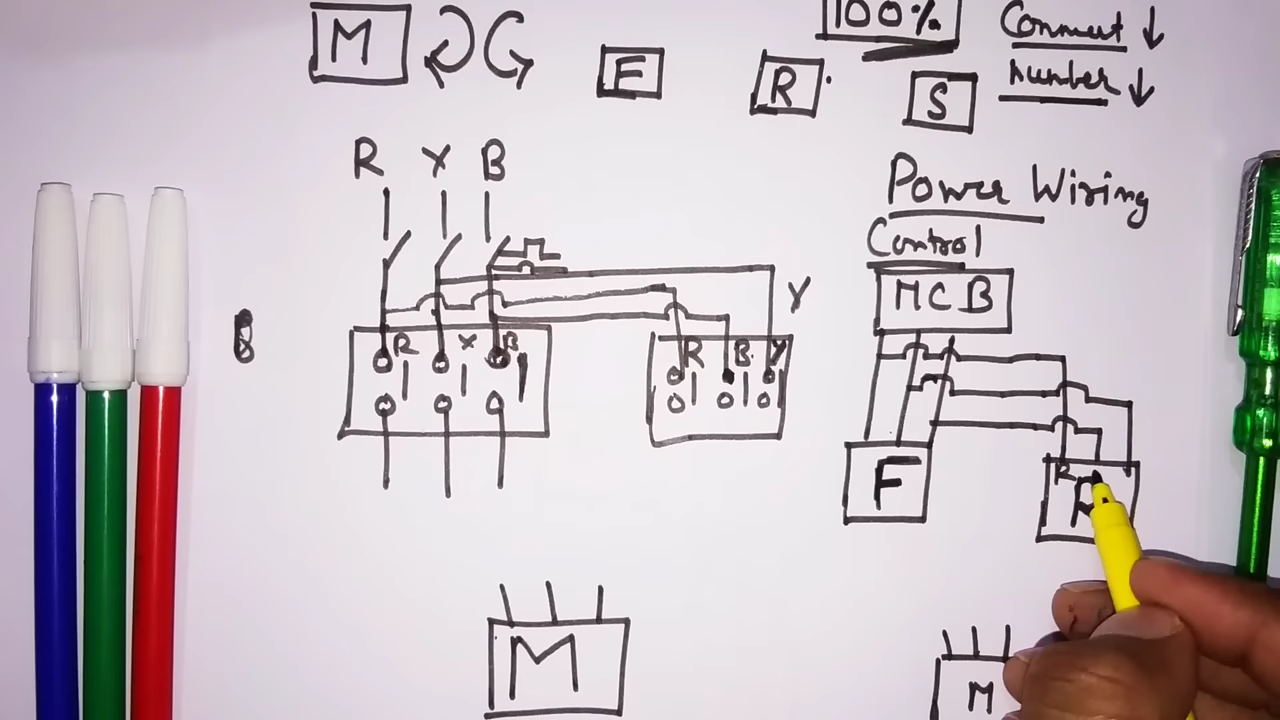 M
F
R
S
100%
Comment ↓
number ↓
R Y B
Power Wiring
Control
MCB
Y
R Y B
R B Y
F
R
M
M